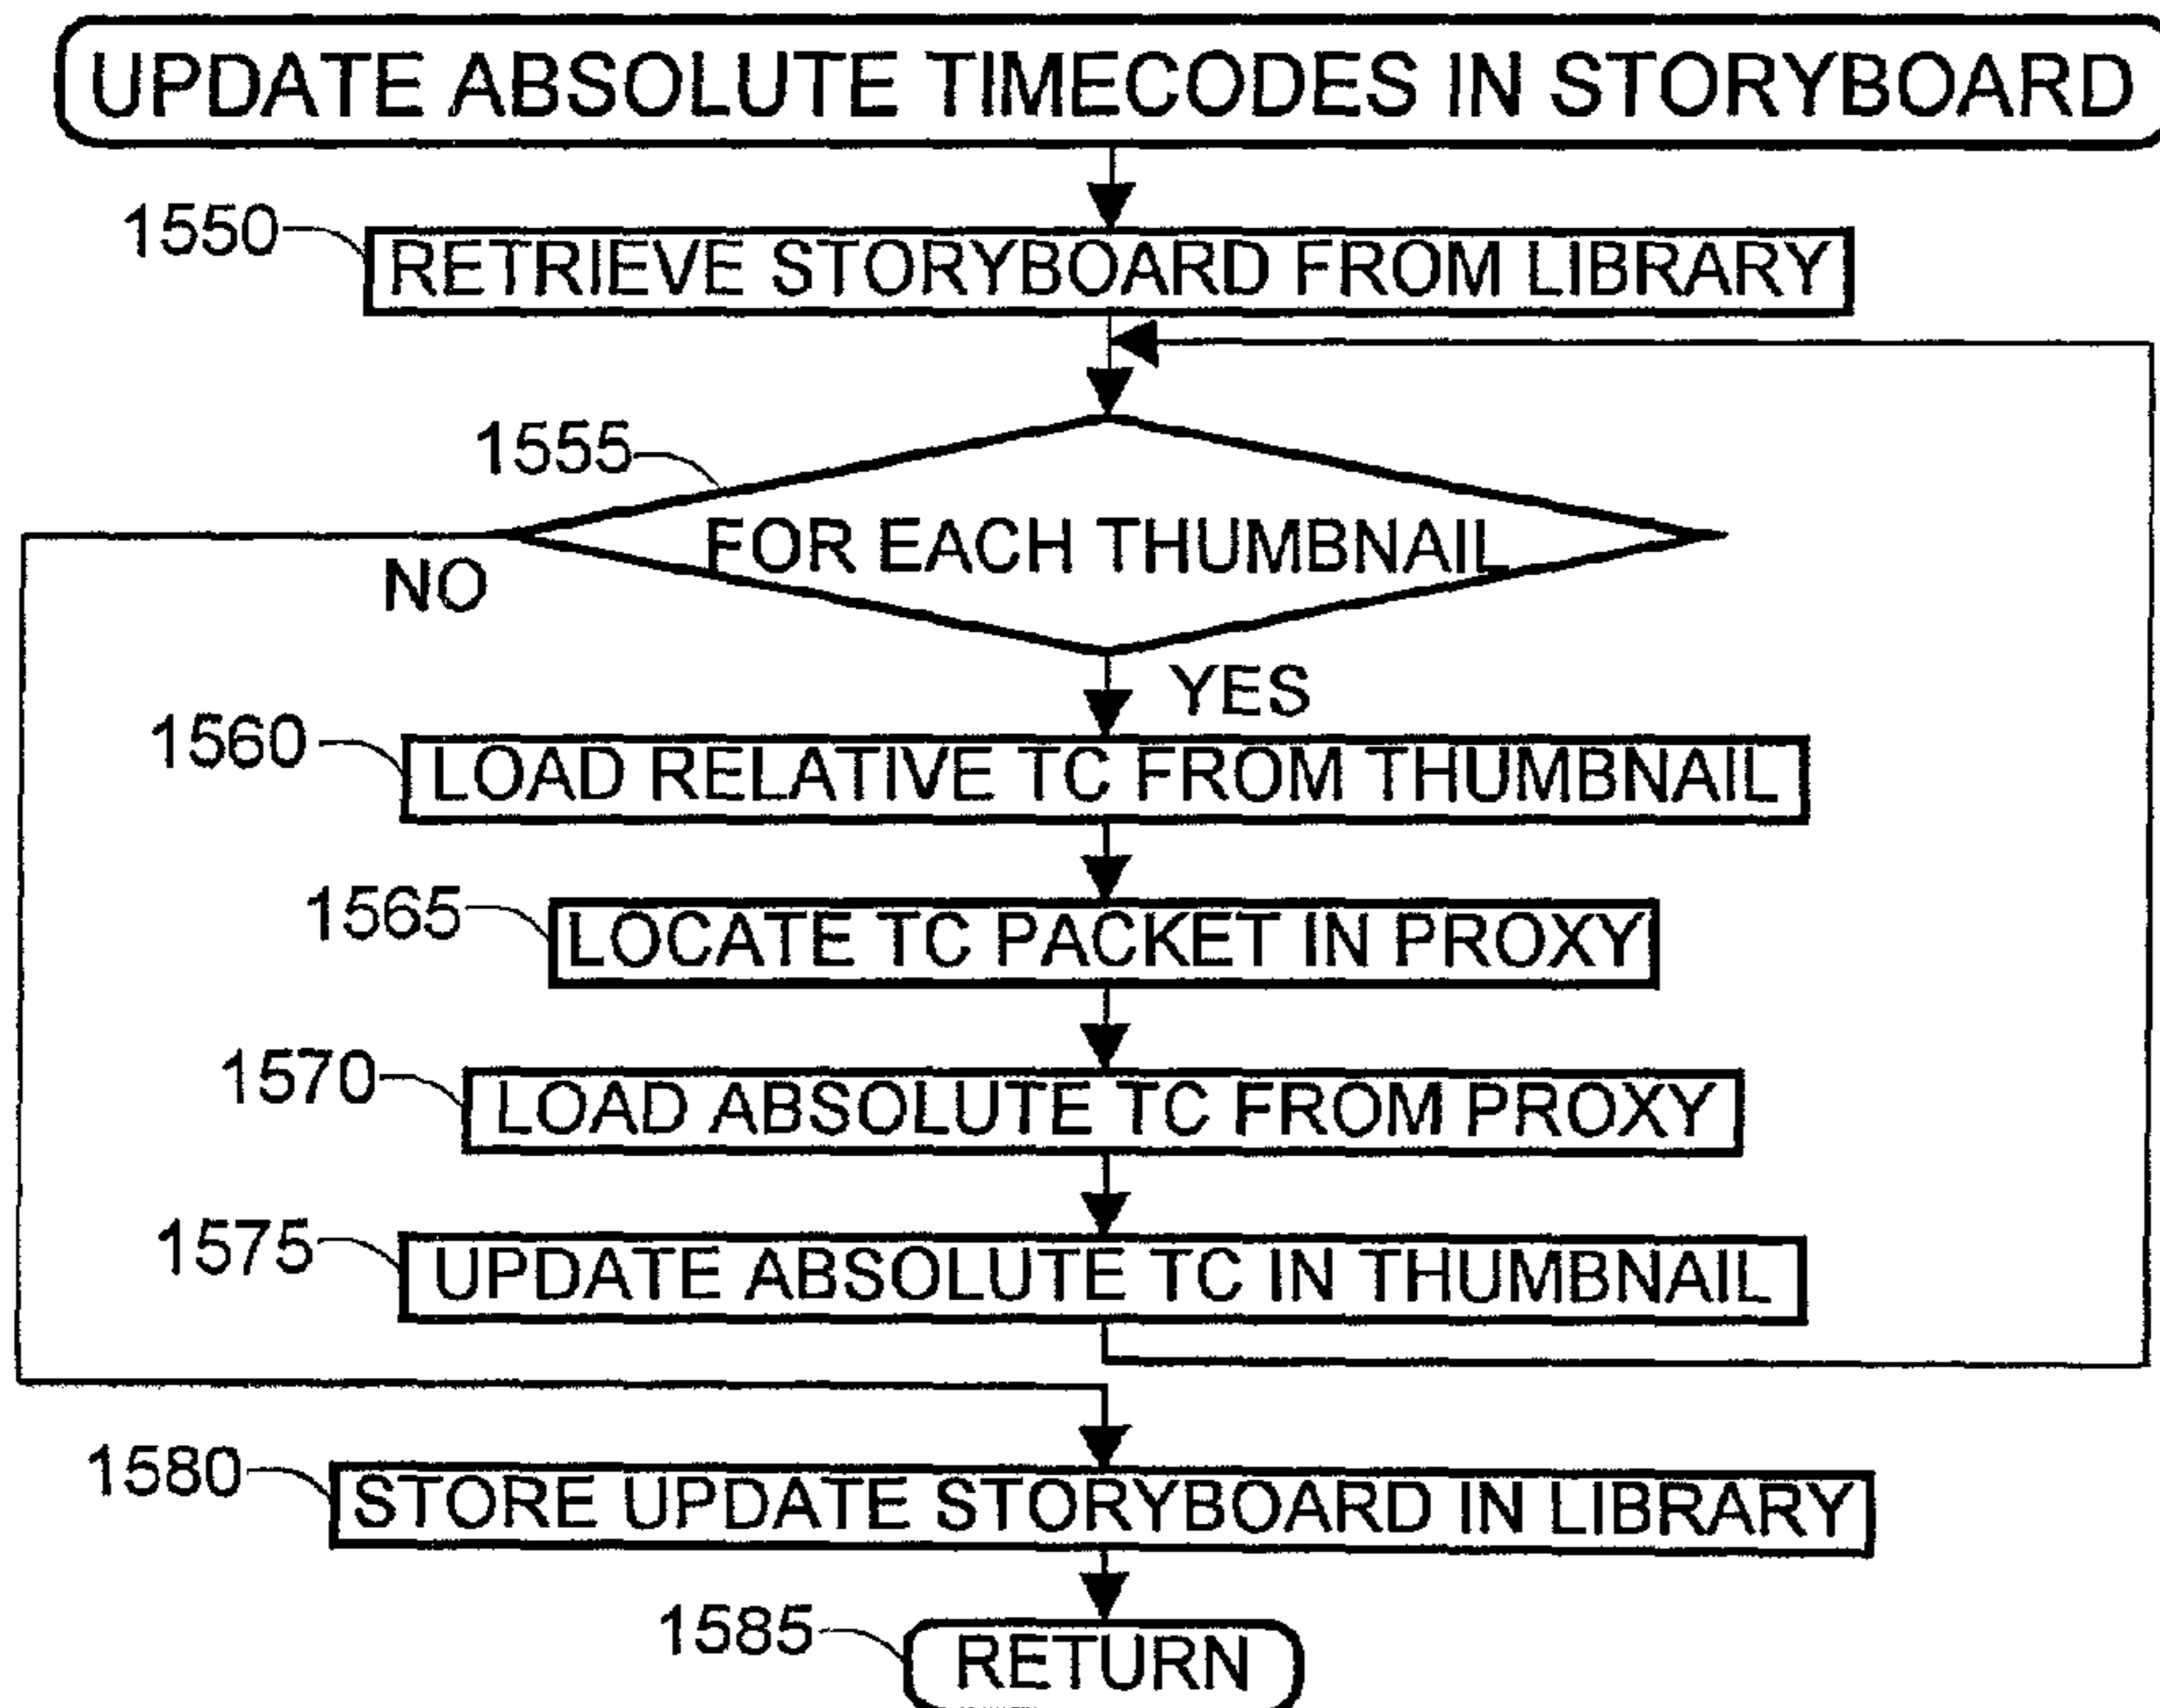 UPDATE ABSOLUTE TIMECODES IN STORYBOARD
1550
RETRIEVE STORYBOARD FROM LIBRARY
1555
FOR EACH THUMBNAIL
NO
YES
1560
LOAD RELATIVE TC FROM THUMBNAIL
1565
LOCATE TC PACKET IN PROXY
1570
LOAD ABSOLUTE TC FROM PROXY
1575
UPDATE ABSOLUTE TC IN THUMBNAIL
1580
STORE UPDATE STORYBOARD IN LIBRARY
1585
RETURN